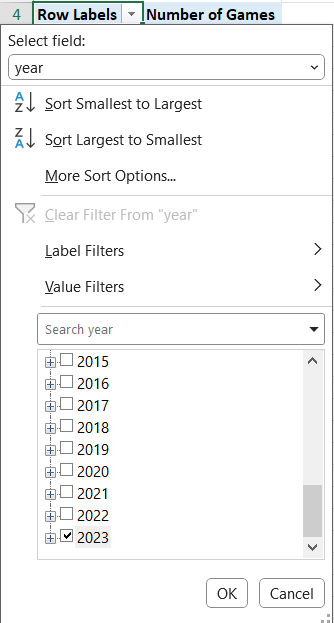 4 Row Labels Number of Games
Select field:
year
Sort Smallest to Largest
Sort Largest to Smallest
More Sort Options...
Clear Filter From "year"
Label Filters
Value Filters
Search year
2015
2016
2017
2018
2019
2020
2021
2022
2023
OK Cancel